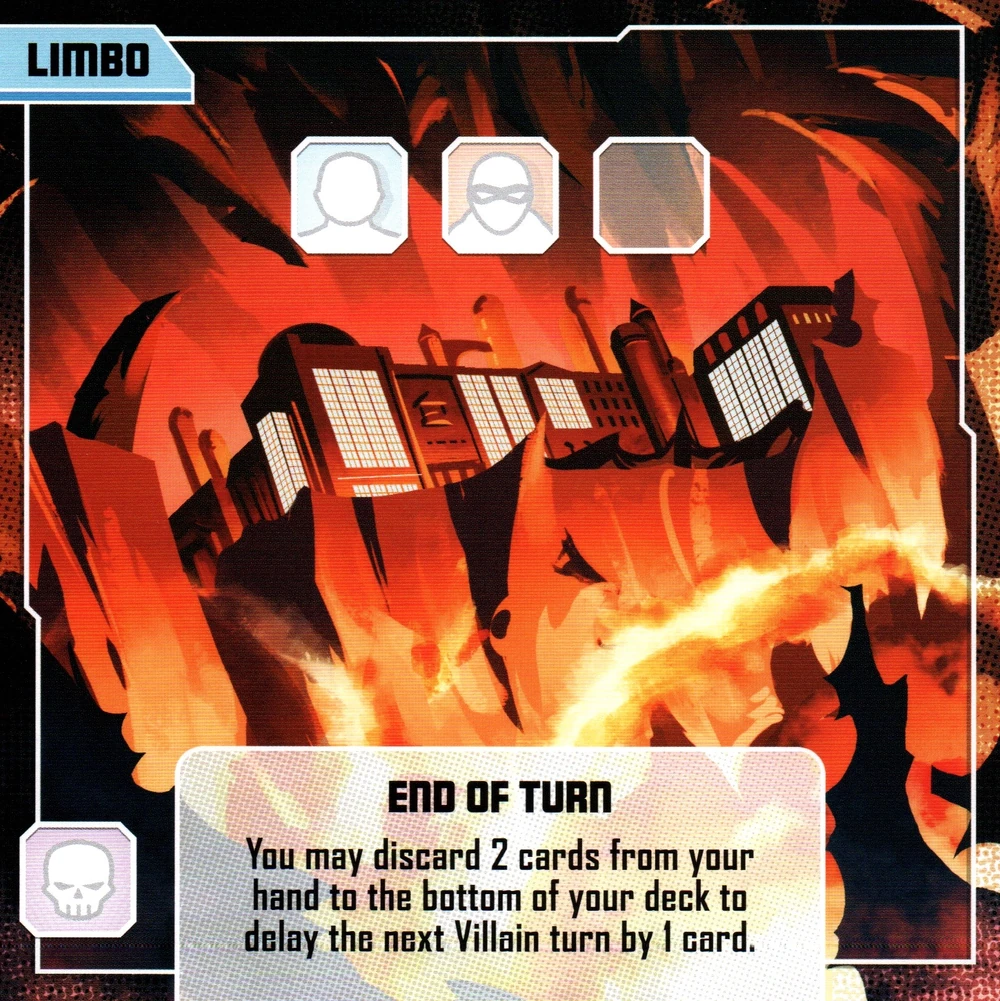 LIMBO
END OF TURN
You may discard 2 cards from your
hand to the bottom of your deck to
delay the next Villain turn by 1 card.